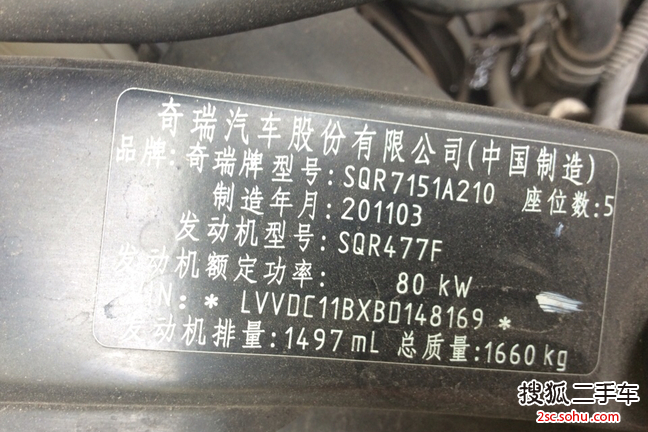 奇瑞汽车股份有限公司(中国制造)
品牌:奇瑞牌 型号:SQR7151A210 座位数:5
制造年月:201103
发动机型号:SQR477F
发动机额定功率: 80 kW
IN: * LVVDC11BXBD148169 *
发动机排量:1497 mL 总质量:1660 kg
搜狐二手车
2sc.sohu.com